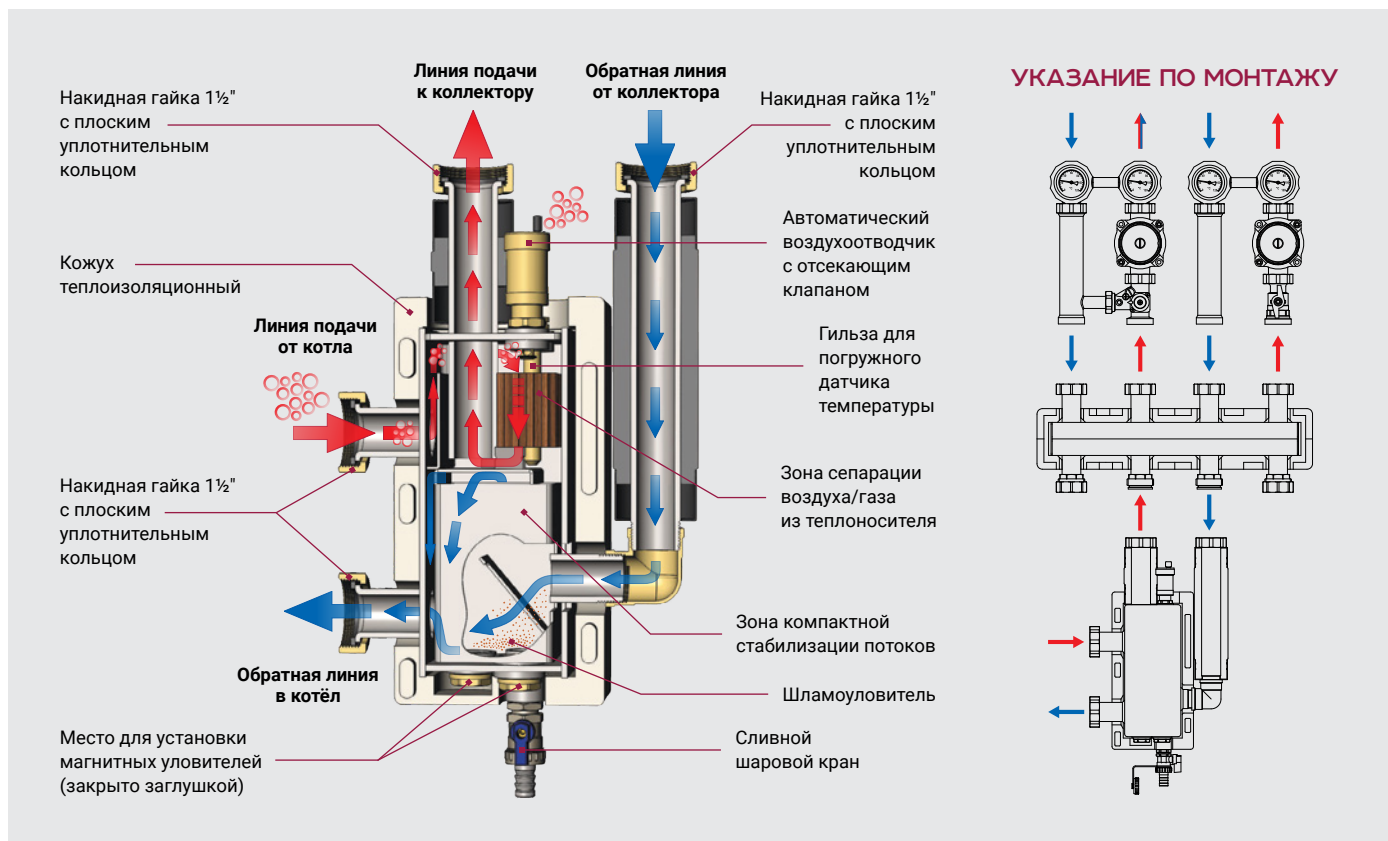 Линия подачи
к коллектору
Обратная линия
от коллектора
Накидная гайка 1½"
с плоским
уплотнительным
кольцом
Накидная гайка 1½"
с плоским
уплотнительным
кольцом
Автоматический
воздухоотводчик
с отсекающим
клапаном
Кожух
теплоизоляционный
Линия подачи
от котла
Гильза для
погружного
датчика
температуры
Накидная гайка 1½"
с плоским
уплотнительным
кольцом
Зона сепарации
воздуха/газа
из теплоносителя
Зона компактной
стабилизации потоков
Обратная линия
в котёл
Шламоуловитель
Место для установки
магнитных уловителей
(закрыто заглушкой)
Сливной
шаровой кран
УКАЗАНИЕ ПО МОНТАЖУ